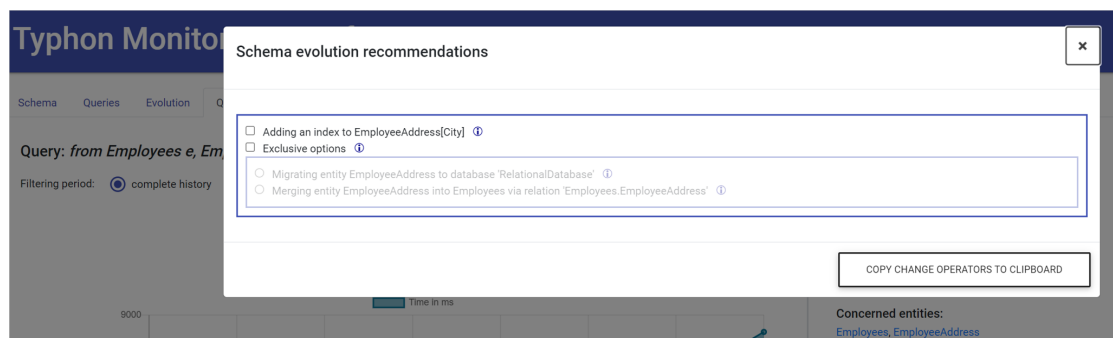 Typhon Monito
Schema evolution recommendations
×
Schema Queries Evolution Q
Adding an index to EmployeeAddress[City]
Exclusive options
Query: from Employees e, Em
Migrating entity EmployeeAddress to database 'RelationalDatabase'
Filtering period: complete history
Merging entity EmployeeAddress into Employees via relation 'Employees.EmployeeAddress'
COPY CHANGE OPERATORS TO CLIPBOARD
Time in ms
9000
Concerned entities:
Employees, EmployeeAddress